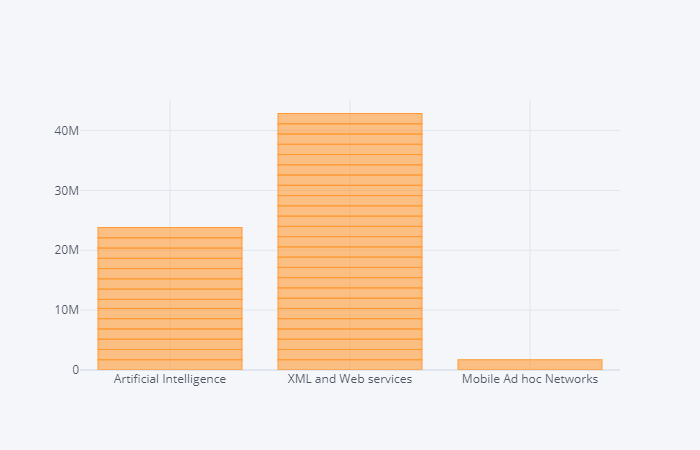 40M
30M
20M
10M
0
Artificial Intelligence
XML and Web services
Mobile Ad hoc Networks